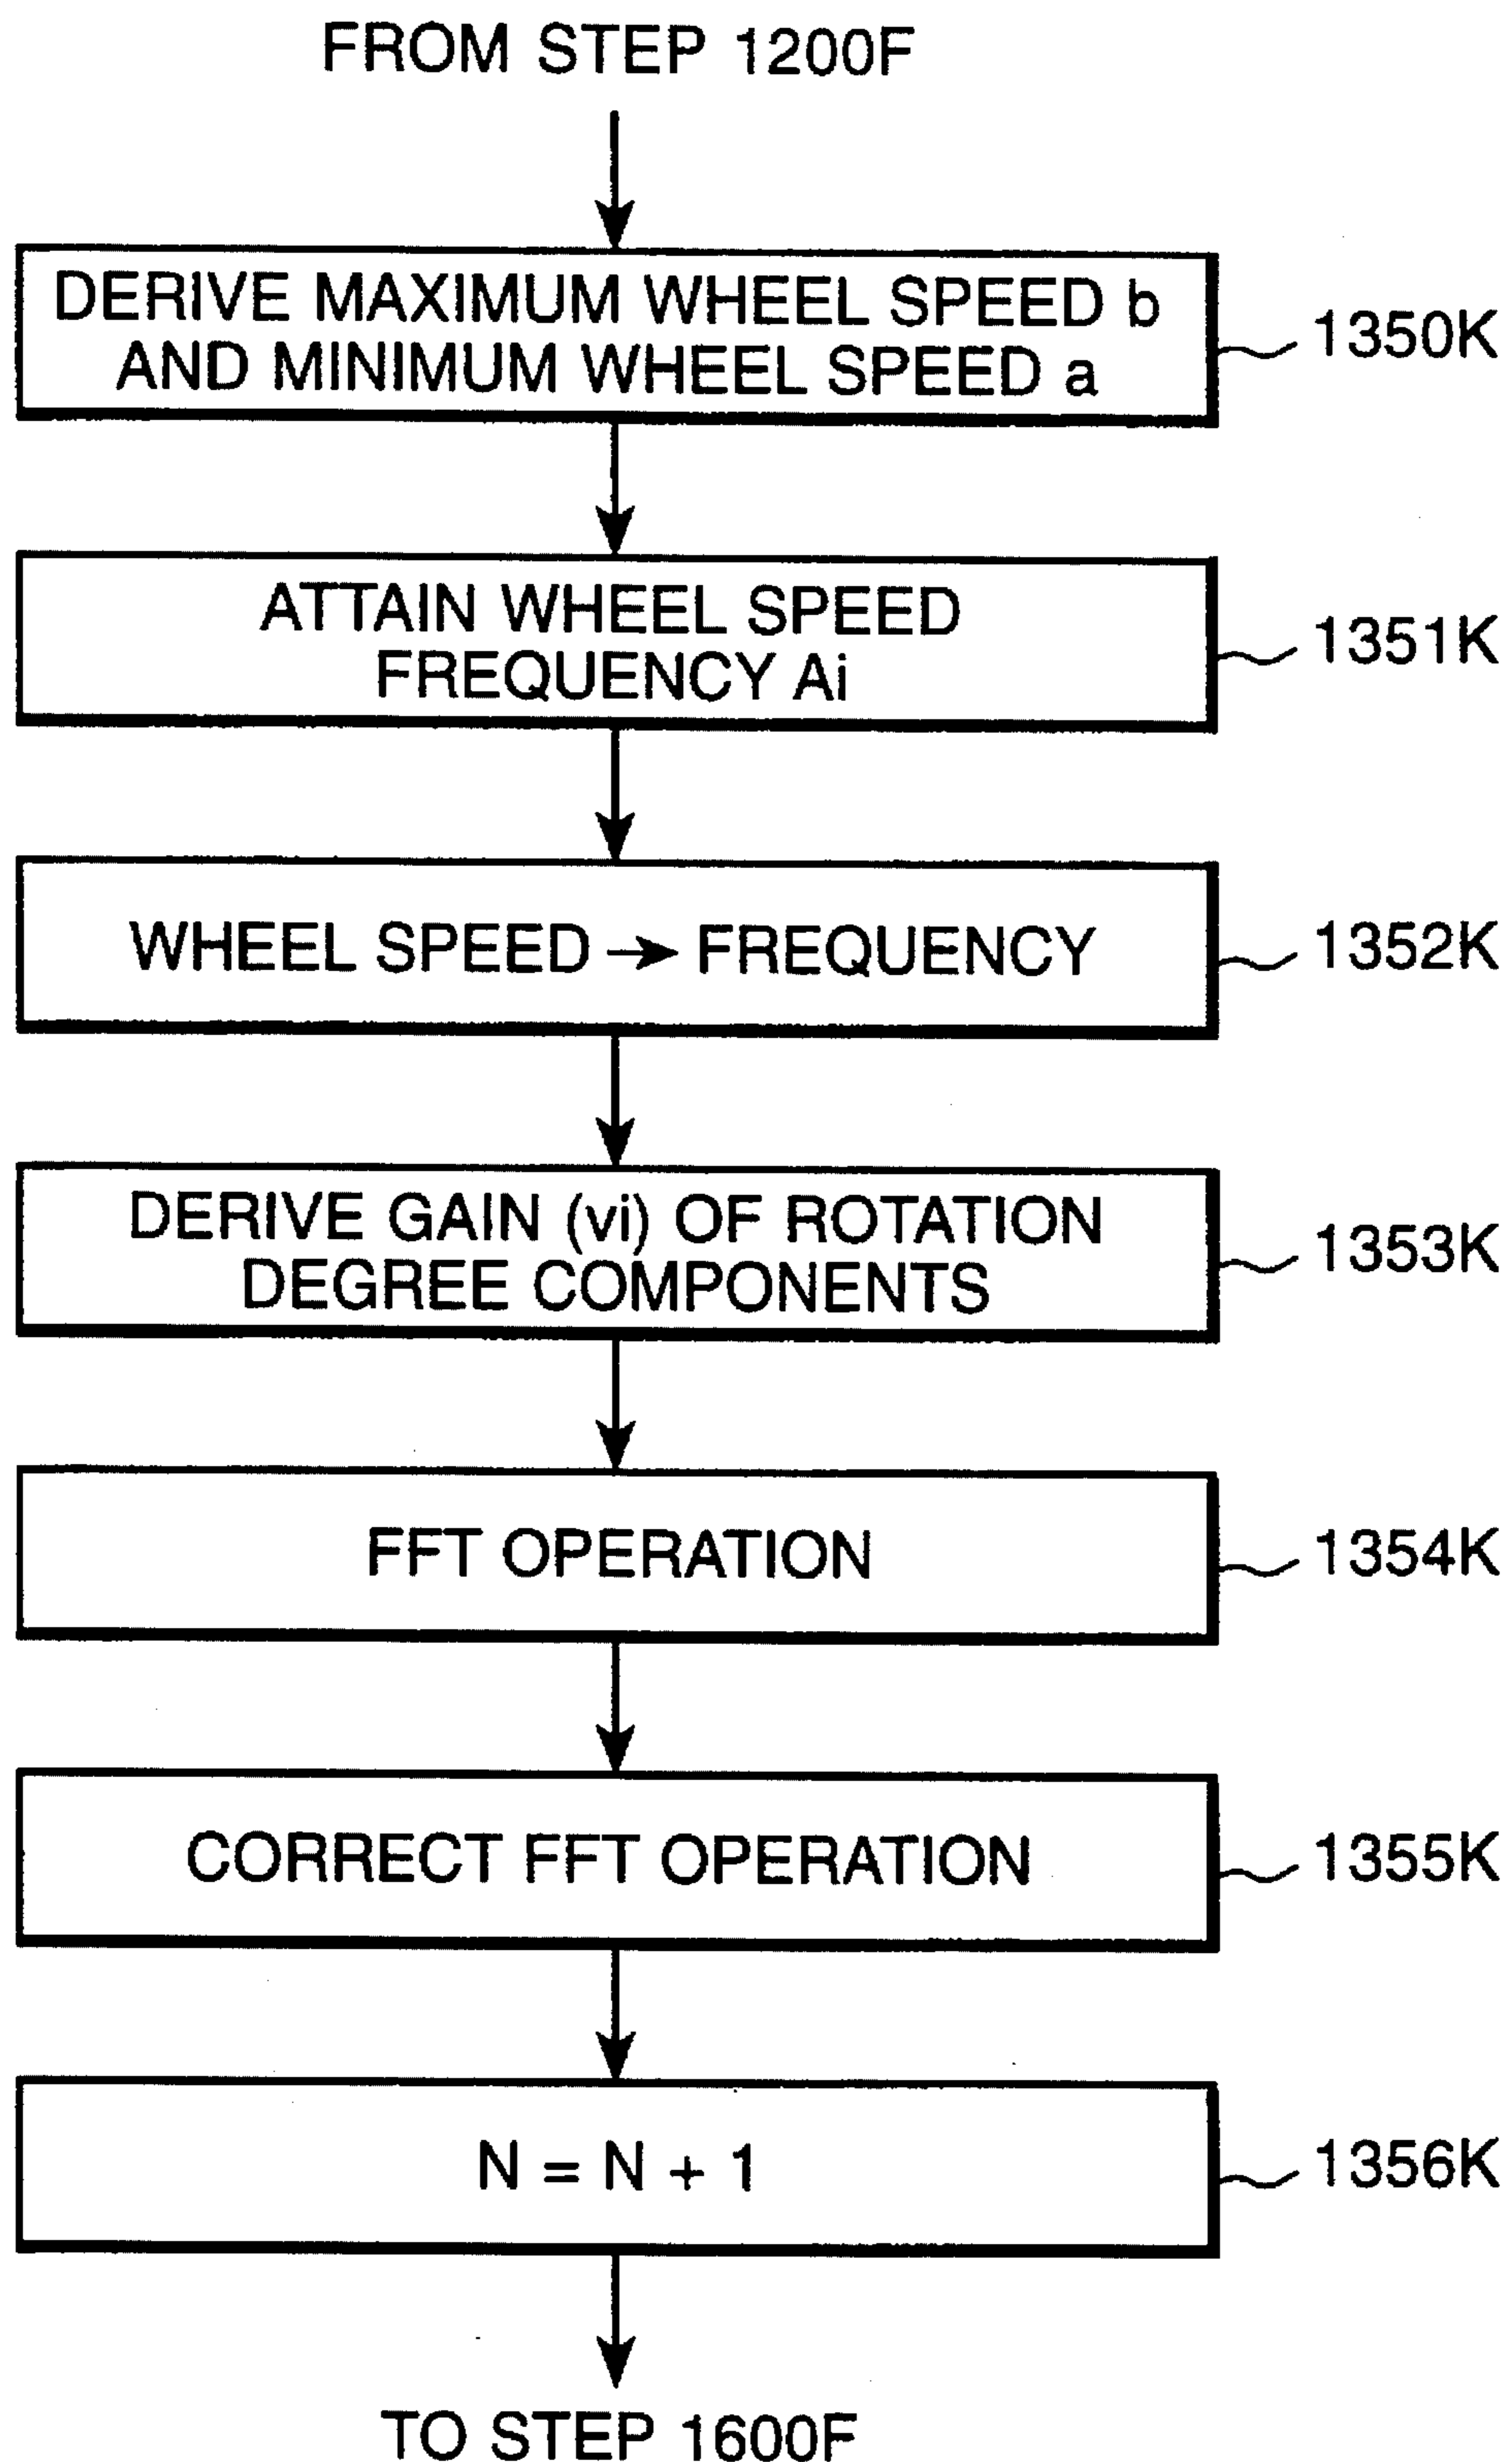 FROM STEP 1200F
DERIVE MAXIMUM WHEEL SPEED b
AND MINIMUM WHEEL SPEED a
1350K
ATTAIN WHEEL SPEED
FREQUENCY Ai
1351K
WHEEL SPEED → FREQUENCY
1352K
DERIVE GAIN (vi) OF ROTATION
DEGREE COMPONENTS
1353K
FFT OPERATION
1354K
CORRECT FFT OPERATION
1355K
N = N + 1
1356K
TO STEP 1600F